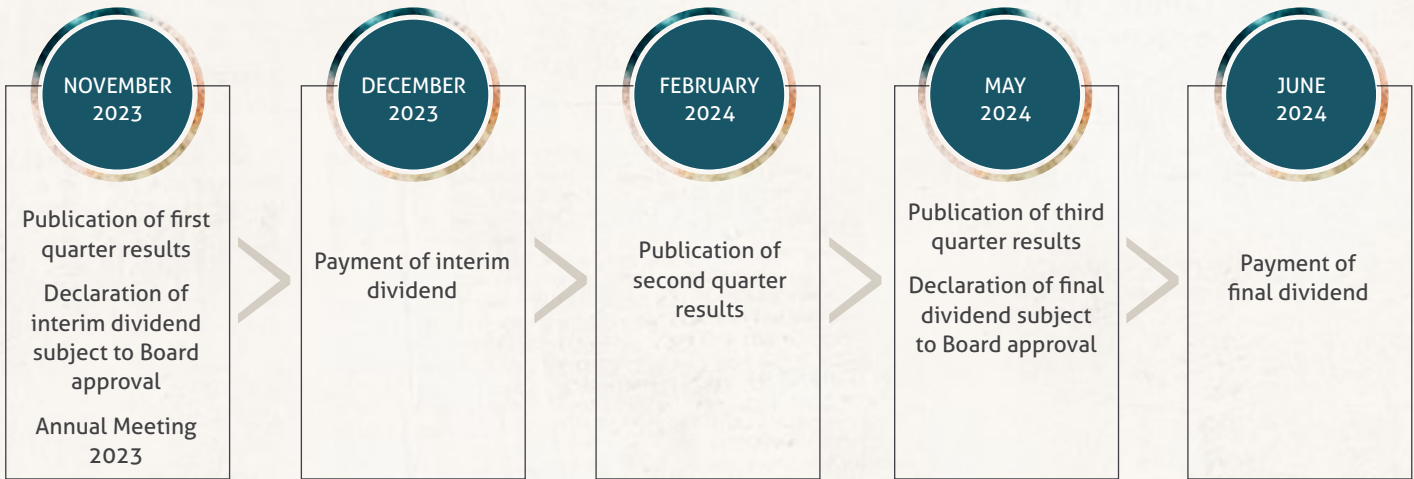 NOVEMBER
2023
Publication of first
quarter results
Declaration of
interim dividend
subject to Board
approval
Annual Meeting
2023
DECEMBER
2023
Payment of interim
dividend
FEBRUARY
2024
Publication of
second quarter
results
MAY
2024
Publication of third
quarter results
Declaration of final
dividend subject
to Board approval
JUNE
2024
Payment of
final dividend